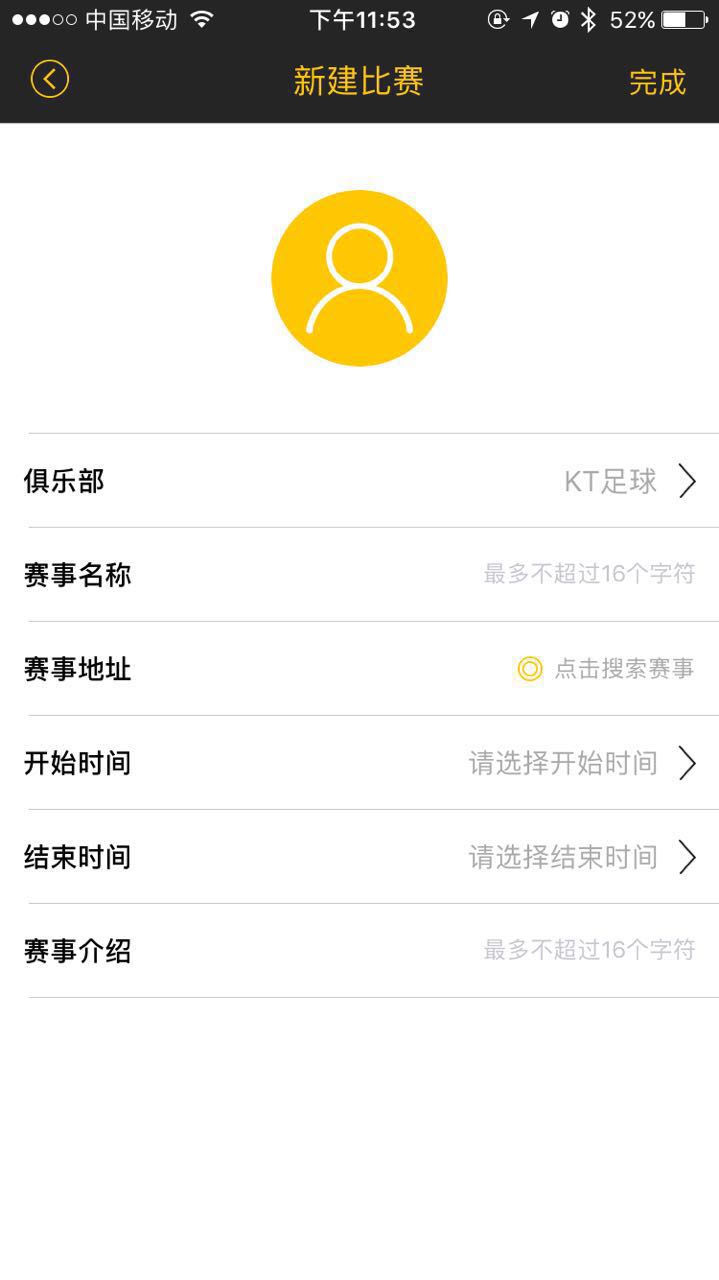 中国移动 下午11:53 52%
新建比赛 完成
俱乐部 KT足球
赛事名称 最多不超过16个字符
赛事地址 点击搜索赛事
开始时间 请选择开始时间
结束时间 请选择结束时间
赛事介绍 最多不超过16个字符